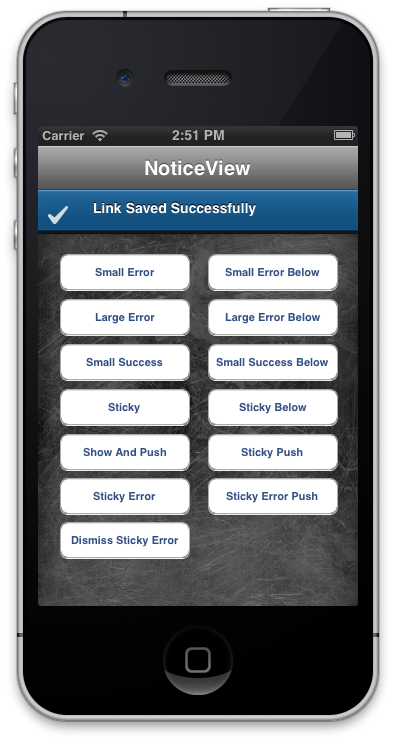 Carrier 2:51 PM
NoticeView
Link Saved Successfully
Small Error Small Error Below
Large Error Large Error Below
Small Success Small Success Below
Sticky Sticky Below
Show And Push Sticky Push
Sticky Error Sticky Error Push
Dismiss Sticky Error